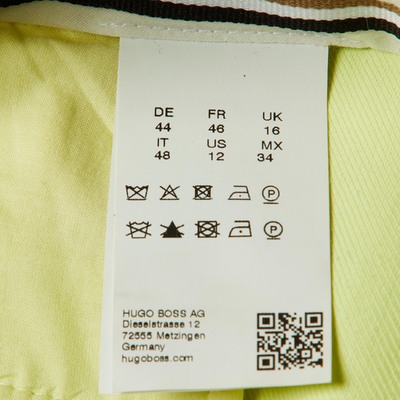 DE FR UK
44 46 16
IT US MX
48 12 34
P
P
HUGO BOSS AG
Dieselstrasse 12
72555 Metzingen
Germany
hugoboss.com